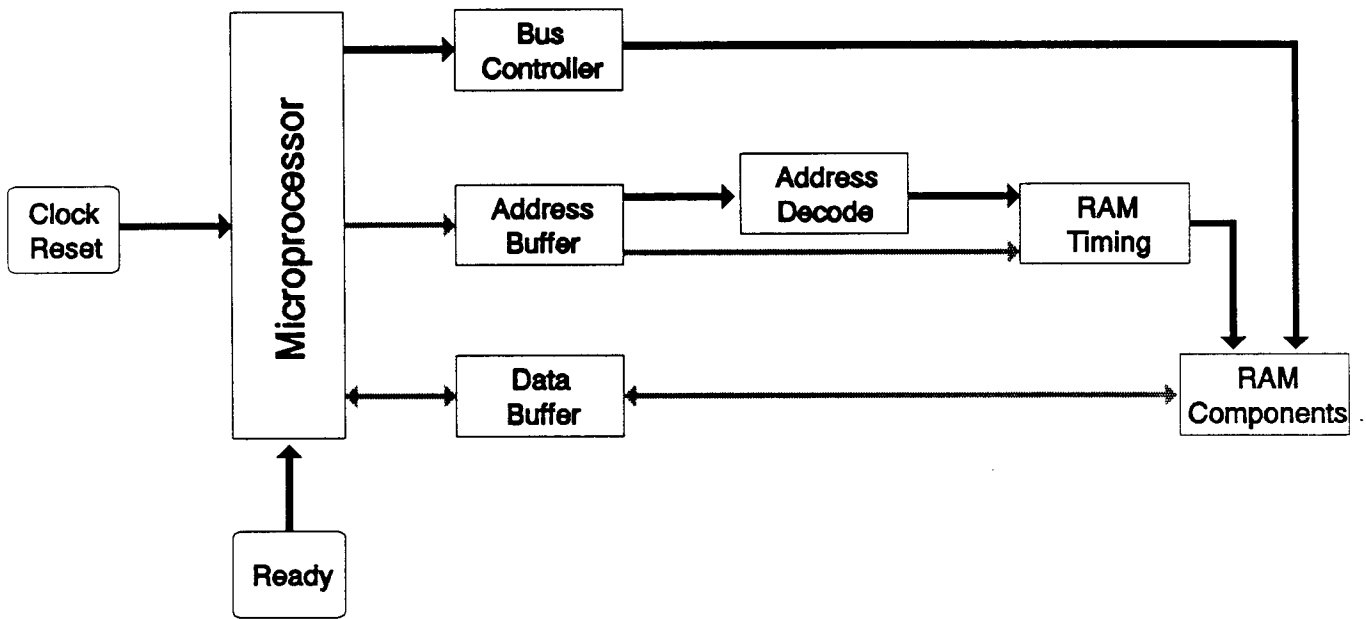 Bus
Controller
Microprocessor
Address
Decode
Clock
Reset
Address
Buffer
RAM
Timing
Data
Buffer
RAM
Components
Ready